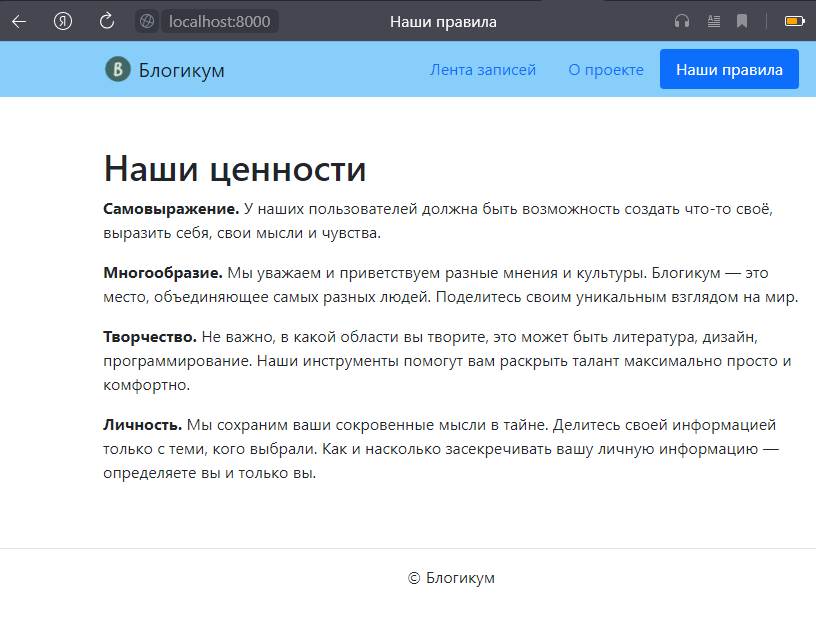 Я
localhost:8000
Наши правила
B Блогикум
Лента записей
О проекте
Наши правила
Наши ценности
Самовыражение. У наших пользователей должна быть возможность создать что-то своё,
выразить себя, свои мысли и чувства.
Многообразие. Мы уважаем и приветствуем разные мнения и культуры. Блогикум — это
место, объединяющее самых разных людей. Поделитесь своим уникальным взглядом на мир.
Творчество. Не важно, в какой области вы творите, это может быть литература, дизайн,
программирование. Наши инструменты помогут вам раскрыть талант максимально просто и
комфортно.
Личность. Мы сохраним ваши сокровенные мысли в тайне. Делитесь своей информацией
только с теми, кого выбрали. Как и насколько засекречивать вашу личную информацию —
определяете вы и только вы.
© Блогикум